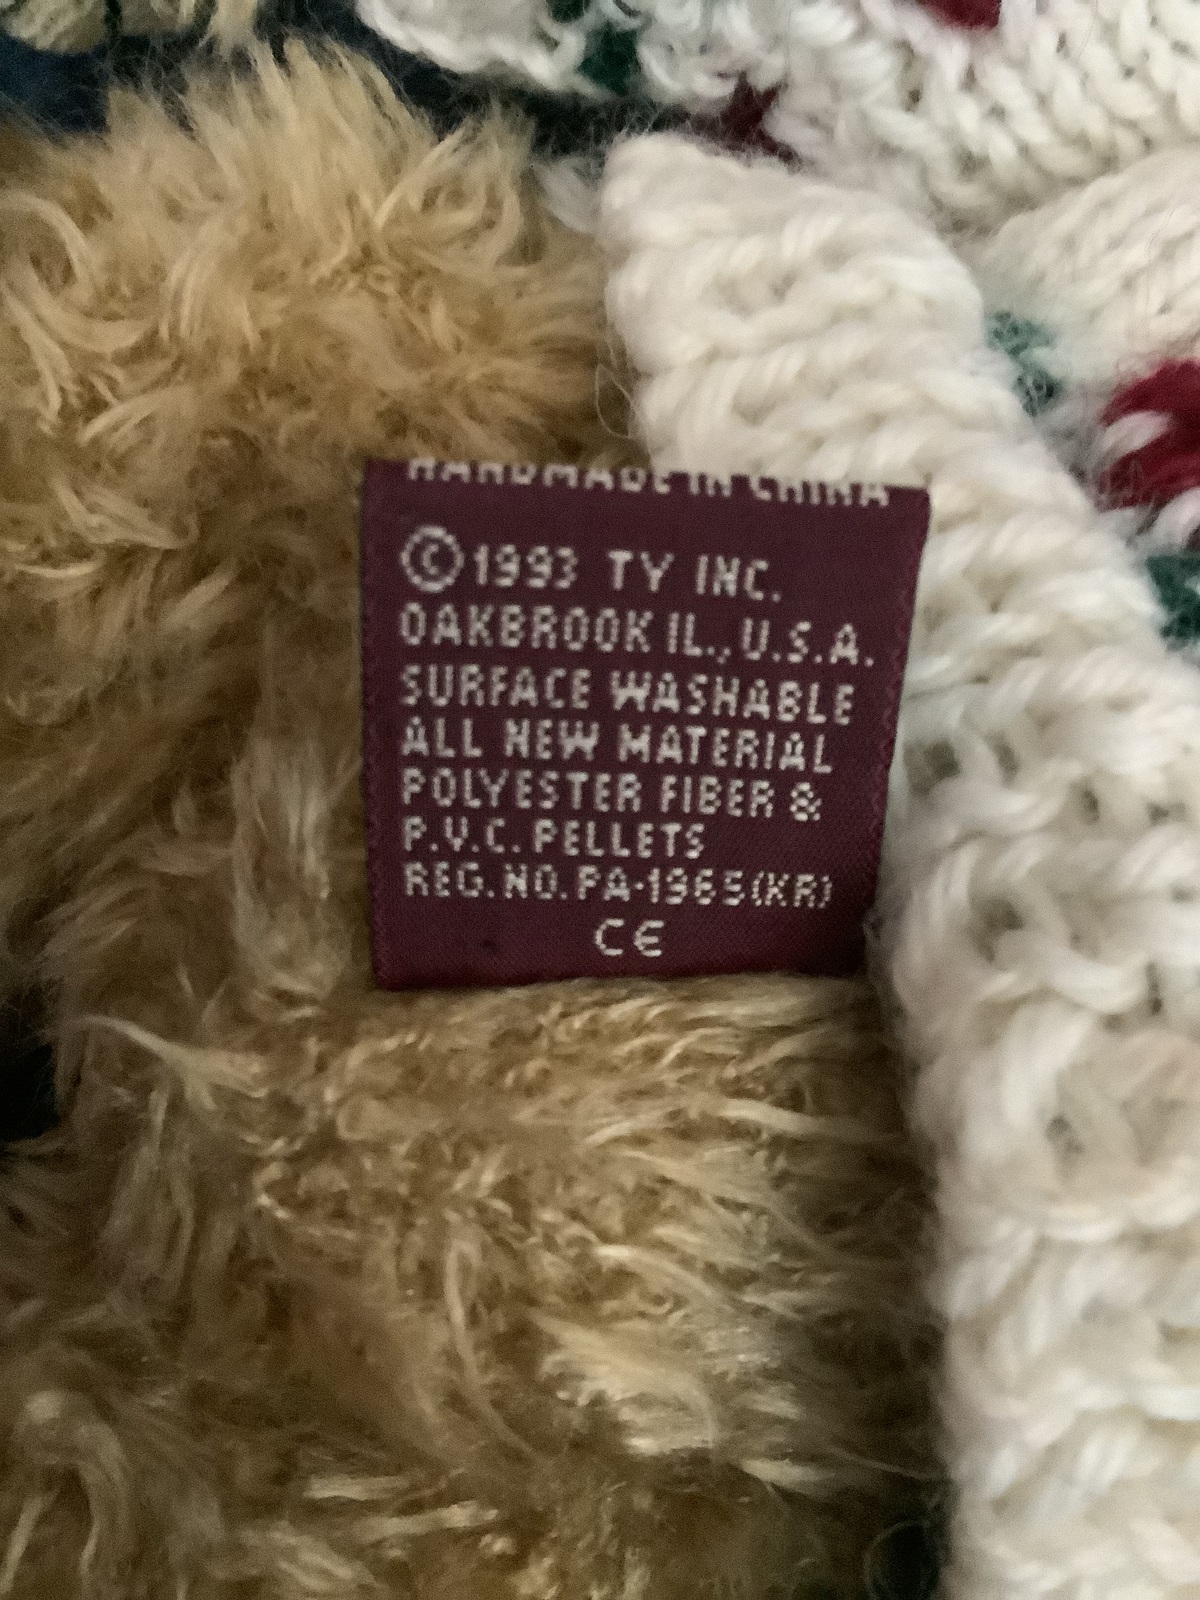 HANDMADE IN CHINA
©1993 TY INC.
OAKBROOK IL., U.S.A.
SURFACE WASHABLE
ALL NEW MATERIAL
POLYESTER FIBER &
P.V.C. PELLETS
REG. NO. PA-1965(KR)
CE